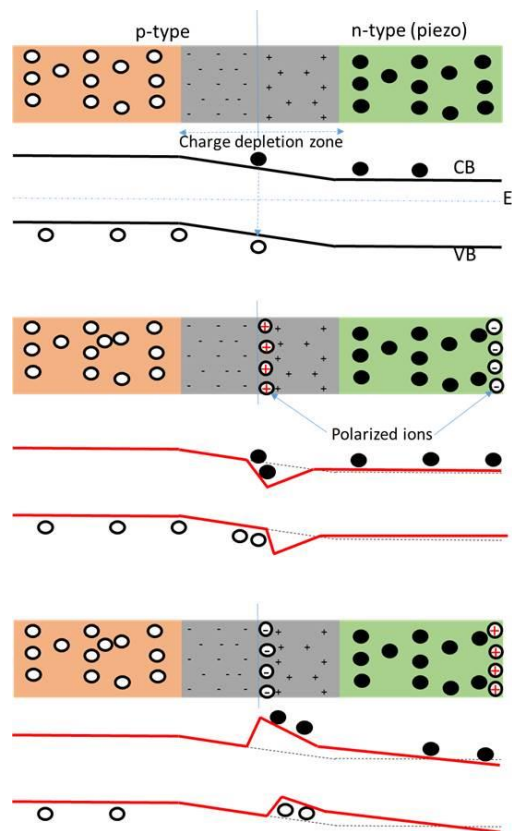 p-type
n-type (piezo)
Charge depletion zone
CB
E
VB
Polarized ions